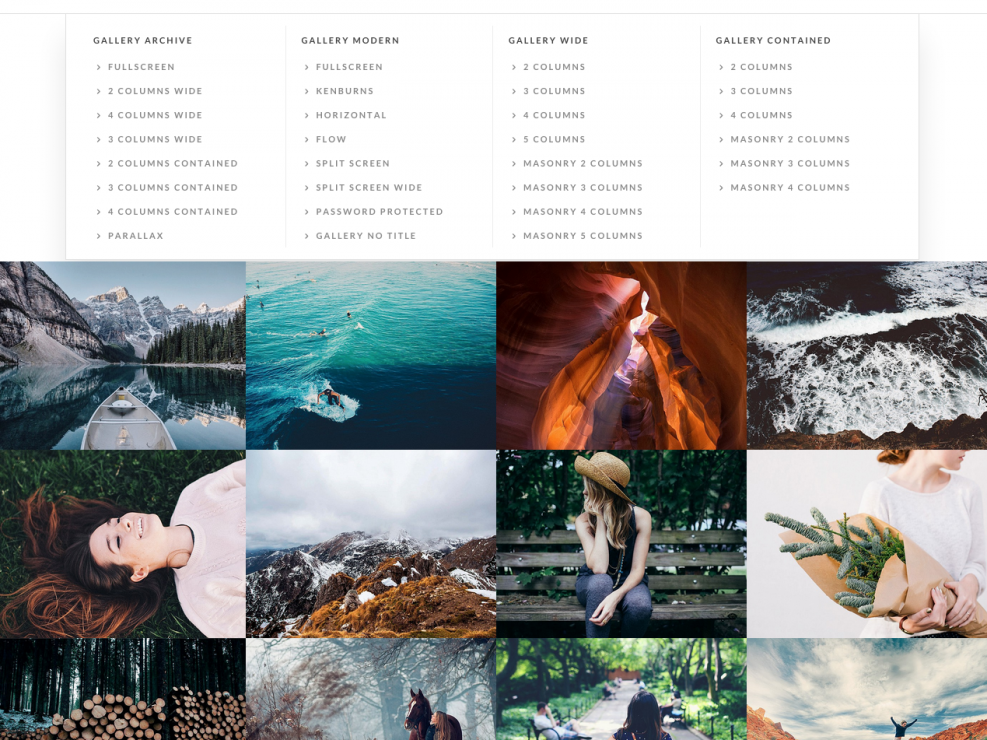 GALLERY ARCHIVE
FULLSCREEN
2 COLUMNS WIDE
4 COLUMNS WIDE
3 COLUMNS WIDE
2 COLUMNS CONTAINED
3 COLUMNS CONTAINED
4 COLUMNS CONTAINED
PARALLAX
GALLERY MODERN
FULLSCREEN
KENBURNS
HORIZONTAL
FLOW
SPLIT SCREEN
SPLIT SCREEN WIDE
PASSWORD PROTECTED
GALLERY NO TITLE
GALLERY WIDE
2 COLUMNS
3 COLUMNS
4 COLUMNS
5 COLUMNS
MASONRY 2 COLUMNS
MASONRY 3 COLUMNS
MASONRY 4 COLUMNS
MASONRY 5 COLUMNS
GALLERY CONTAINED
2 COLUMNS
3 COLUMNS
4 COLUMNS
MASONRY 2 COLUMNS
MASONRY 3 COLUMNS
MASONRY 4 COLUMNS